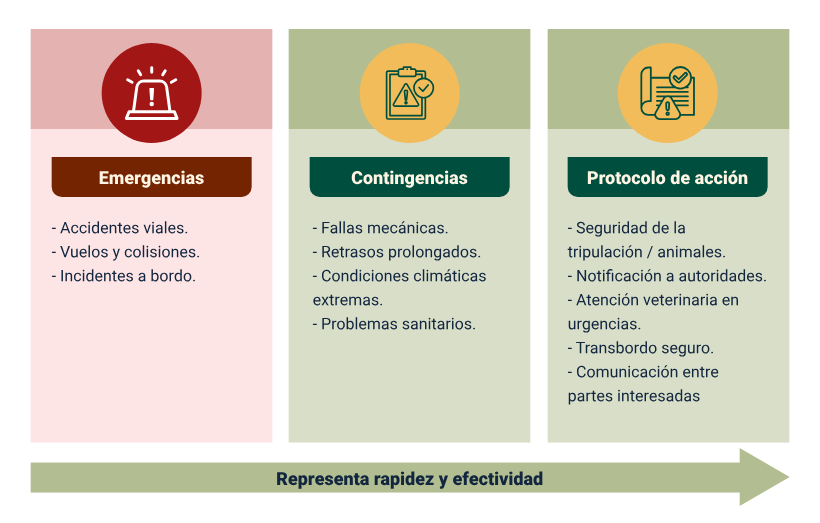 Emergencias
- Accidentes viales.
- Vuelos y colisiones.
- Incidentes a bordo.
Contingencias
- Fallas mecánicas.
- Retrasos prolongados.
- Condiciones climáticas
extremas.
- Problemas sanitarios.
Protocolo de acción
- Seguridad de la
tripulación / animales.
- Notificación a autoridades.
- Atención veterinaria en
urgencias.
- Transbordo seguro.
- Comunicación entre
partes interesadas
Representa rapidez y efectividad